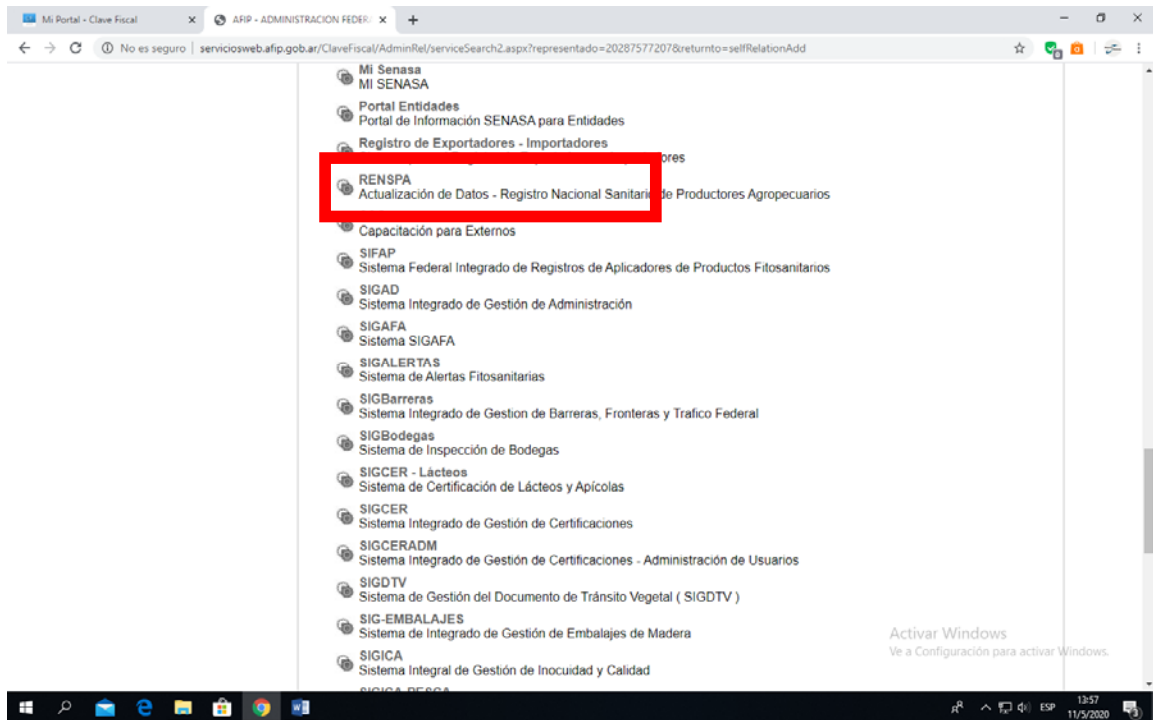 Mi Portal - Clave Fiscal
AFIP - ADMINISTRACION FEDER
No es seguro | serviciosweb.afip.gob.ar/ClaveFiscal/AdminRel/serviceSearch2.aspx?representado=20287577207&returnto=selfRelationAdd
Mi Senasa
MI SENASA
Portal Entidades
Portal de Información SENASA para Entidades
Registro de Exportadores - Importadores
ores
RENSPA
Actualización de Datos - Registro Nacional Sanitario de Productores Agropecuarios
Capacitación para Externos
SIFAP
Sistema Federal Integrado de Registros de Aplicadores de Productos Fitosanitarios
SIGAD
Sistema Integrado de Gestión de Administración
SIGAFA
Sistema SIGAFA
SIGALERTAS
Sistema de Alertas Fitosanitarias
SIGBarreras
Sistema Integrado de Gestion de Barreras, Fronteras y Trafico Federal
SIGBodegas
Sistema de Inspección de Bodegas
SIGCER - Lácteos
Sistema de Certificación de Lácteos y Apícolas
SIGCER
Sistema Integrado de Gestión de Certificaciones
SIGCERADM
Sistema Integrado de Gestión de Certificaciones - Administración de Usuarios
SIGDTV
Sistema de Gestión del Documento de Tránsito Vegetal ( SIGDTV )
SIG-EMBALAJES
Sistema de Integrado de Gestión de Embalajes de Madera
SIGICA
Sistema Integral de Gestión de Inocuidad y Calidad
SIGICA PESCA
Activar Windows
Ve a Configuración para activar Windows.
ESP
13:57
11/5/2020